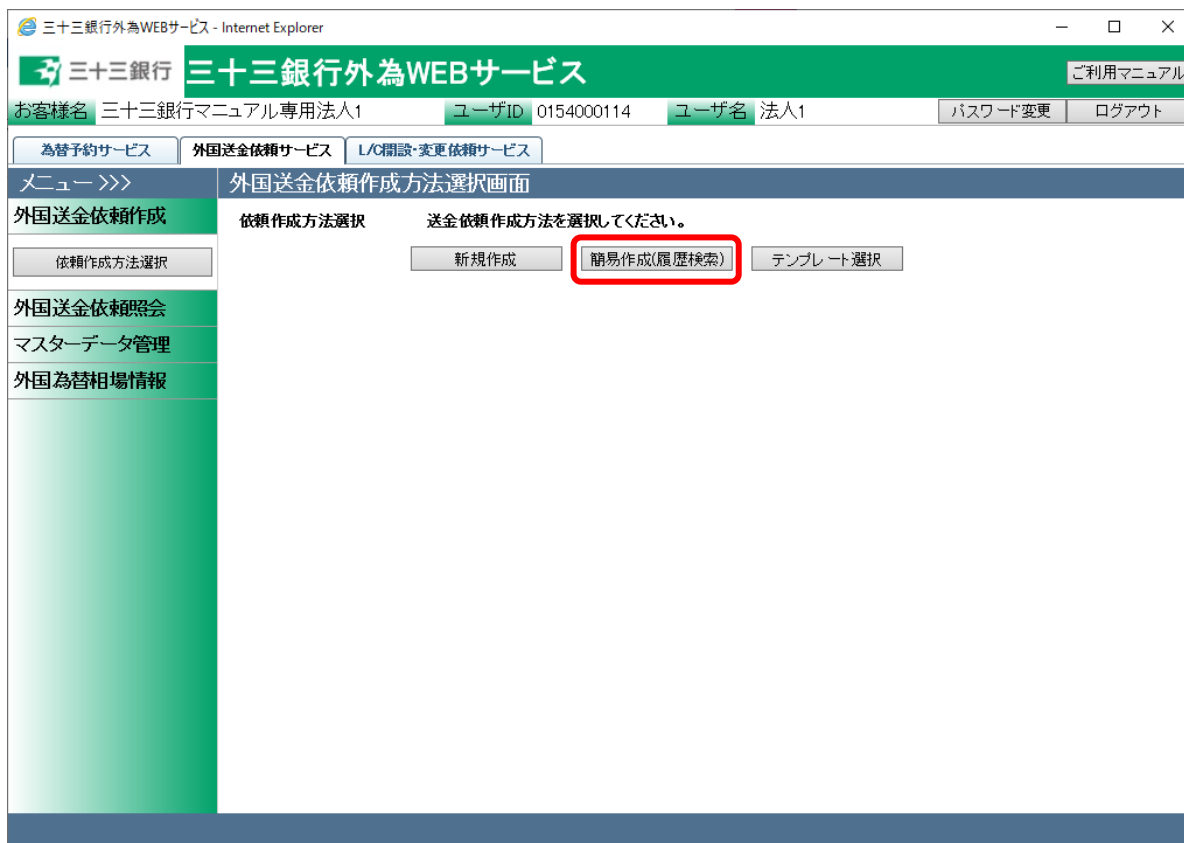 三十三銀行外為WEBサービス - Internet Explorer
三十三銀行 三十三銀行外為WEBサービス ご利用マニュアル
お客様名 三十三銀行マニュアル専用法人1 ユーザID 0154000114 ユーザ名 法人1 パスワード変更 ログアウト
為替予約サービス 外国送金依頼サービス L/C開設・変更依頼サービス
メニュー >>> 外国送金依頼作成方法選択画面
外国送金依頼作成 依頼作成方法選択 送金依頼作成方法を選択してください。
依頼作成方法選択 新規作成 簡易作成(履歴検索) テンプレート選択
外国送金依頼照会
マスターデータ管理
外国為替相場情報